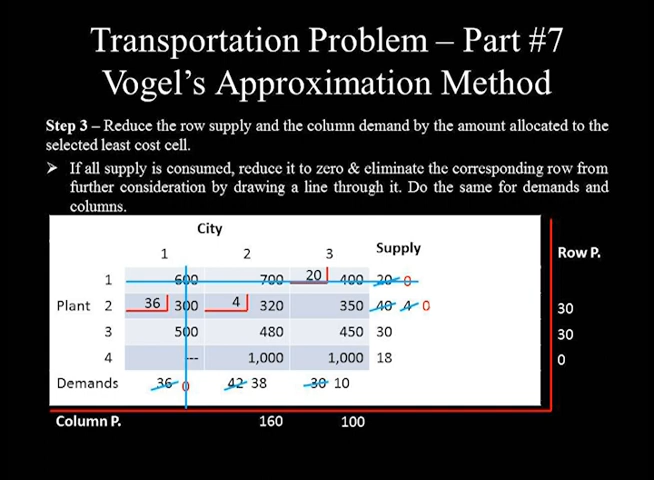 Transportation Problem – Part #7
Vogel's Approximation Method
Step 3 – Reduce the row supply and the column demand by the amount allocated to the
selected least cost cell.
➢ If all supply is consumed, reduce it to zero & eliminate the corresponding row from
further consideration by drawing a line through it. Do the same for demands and
columns.
City
1 2 3 Supply Row P.
1 600 700 20 400 20 0
Plant 2 36 300 4 320 350 40 4 0 30
3 500 480 450 30 30
4 --- 1,000 1,000 18 0
Demands 36 0 42 38 30 10
Column P. 160 100